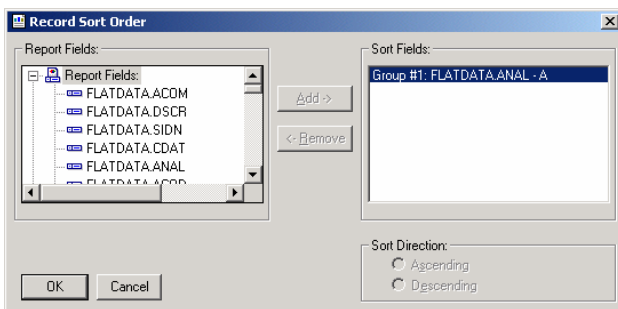 Record Sort Order
Report Fields:
Report Fields:
FLATDATA.ACOM
FLATDATA.DSCR
FLATDATA.SIDN
FLATDATA.CDAT
FLATDATA.ANAL
Add ->
<- Remove
Sort Fields:
Group #1: FLATDATA.ANAL - A
Sort Direction:
Ascending
Descending
OK
Cancel